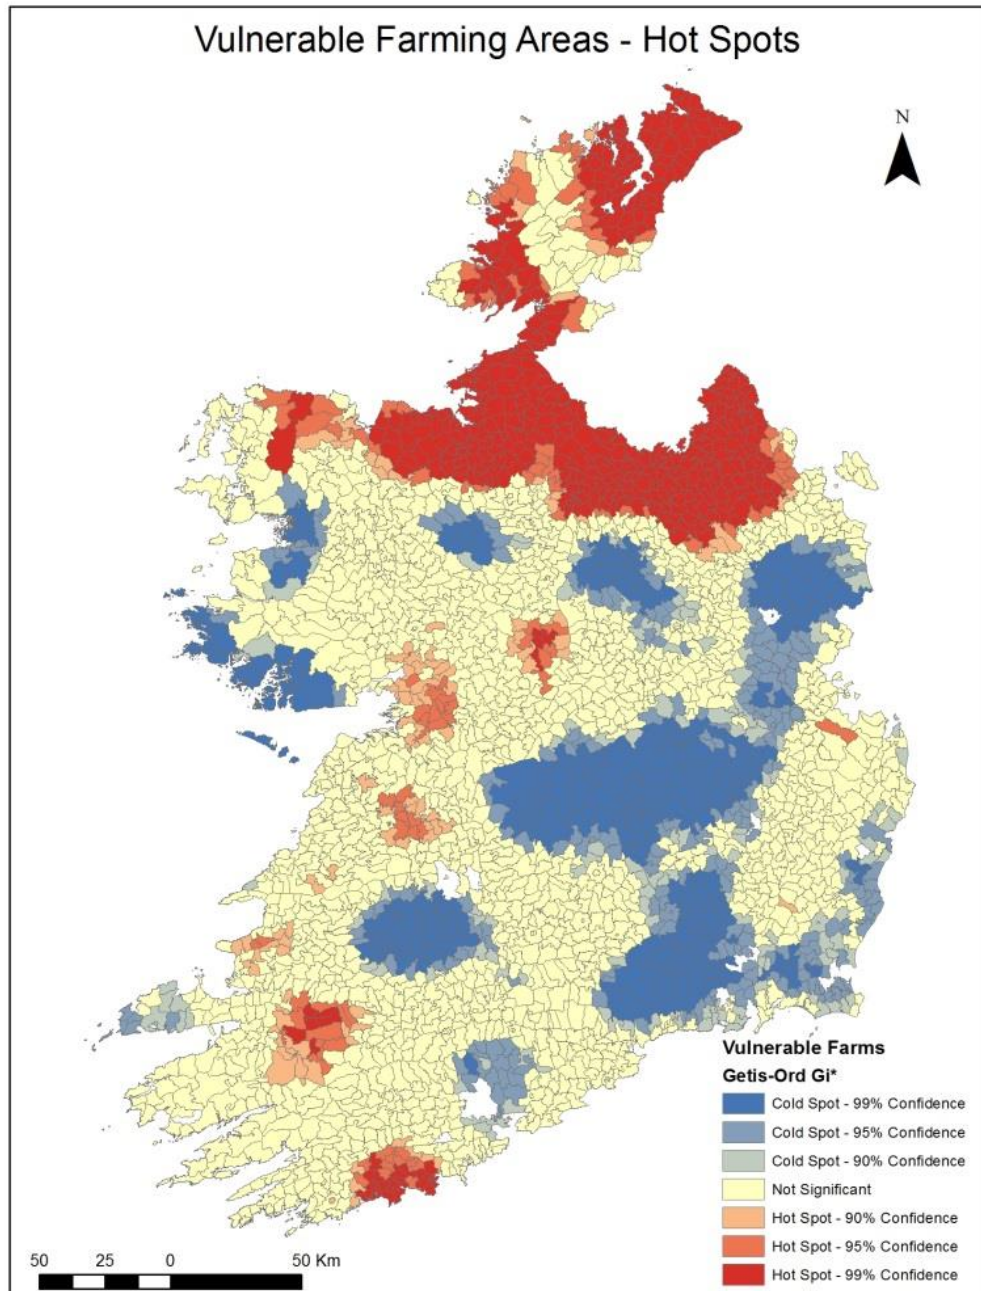 Vulnerable Farming Areas - Hot Spots
N
Vulnerable Farms
Getis-Ord Gi*
Cold Spot - 99% Confidence
Cold Spot - 95% Confidence
Cold Spot - 90% Confidence
Not Significant
Hot Spot - 90% Confidence
Hot Spot - 95% Confidence
Hot Spot - 99% Confidence
50 25 0 50 Km